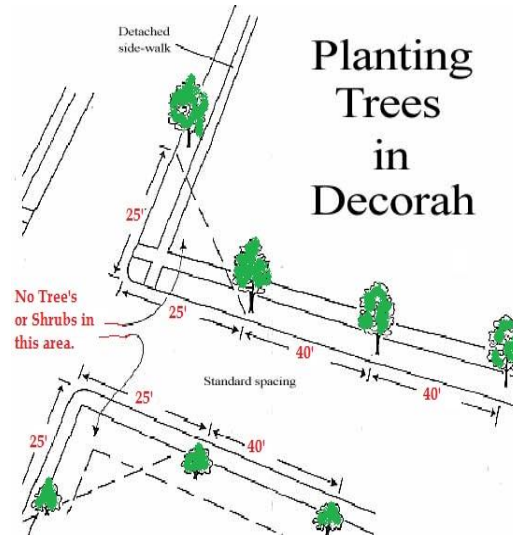 Detached
side-walk
Planting
Trees
in
Decorah
25'
No Tree's
or Shrubs in
this area.
25'
40'
40'
Standard spacing
25'
25'
40'